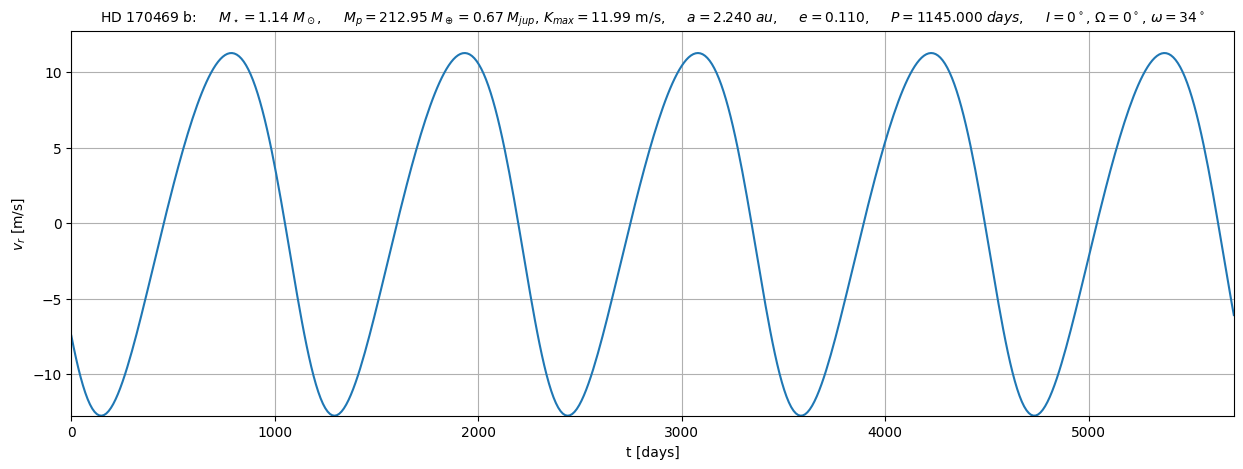 HD 170469 b: M⋆ = 1.14 M⊙, Mp = 212.95 M⊕ = 0.67 Mjup, Kmax = 11.99 m/s, a = 2.240 au, e = 0.110, P = 1145.000 days, I = 0°, Ω = 0°, ω = 34°
10
5
0
−5
−10
vr [m/s]
0 1000 2000 3000 4000 5000
t [days]